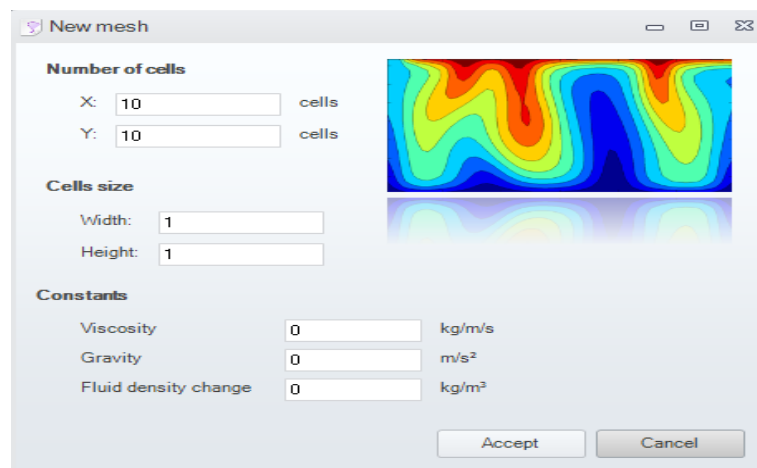 New mesh
Number of cells
X: 10 cells
Y: 10 cells
Cells size
Width: 1
Height: 1
Constants
Viscosity 0 kg/m/s
Gravity 0 m/s²
Fluid density change 0 kg/m³
Accept Cancel